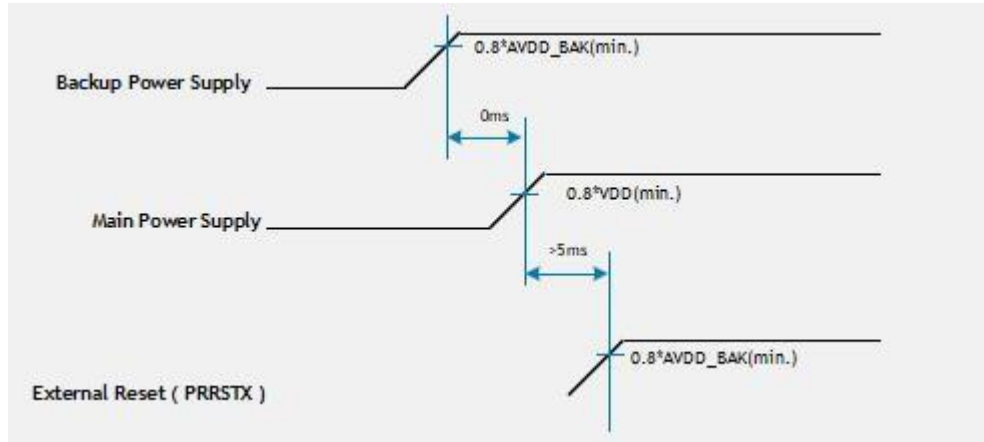 0.8*AVDD_BAK(min.)
Backup Power Supply
0ms
0.8*VDD(min.)
Main Power Supply
>5ms
0.8*AVDD_BAK(min.)
External Reset ( PRRSTX )